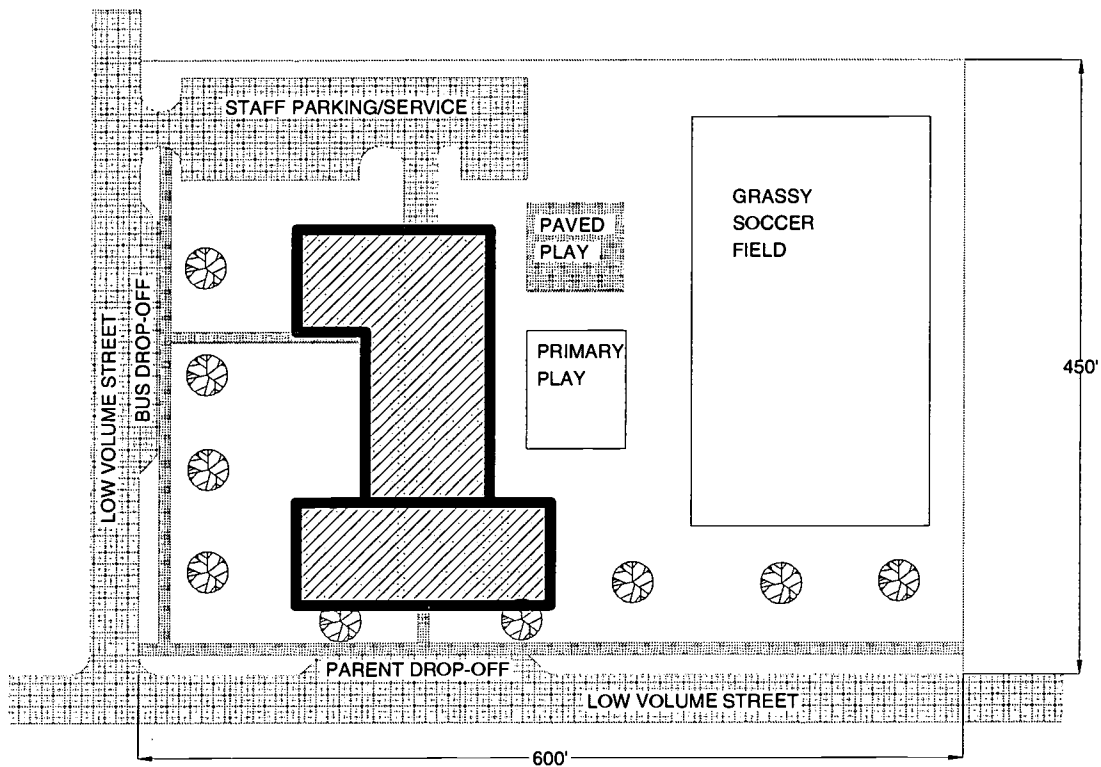 STAFF PARKING/SERVICE
PAVED
PLAY
GRASSY
SOCCER
FIELD
LOW VOLUME STREET
BUS DROP-OFF
PRIMARY
PLAY
450'
PARENT DROP-OFF
LOW VOLUME STREET
600'